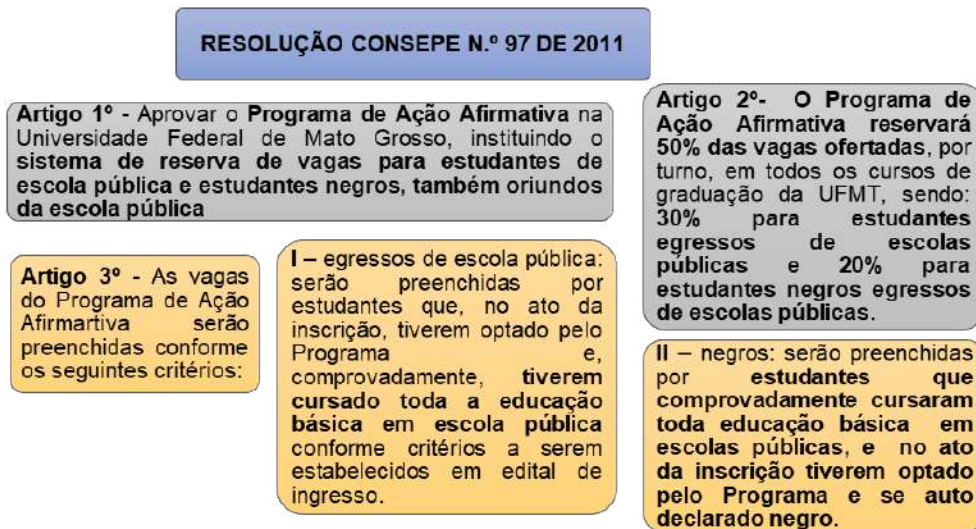 RESOLUÇÃO CONSEPE N.º 97 DE 2011
Artigo 1º - Aprovar o Programa de Ação Afirmativa na
Universidade Federal de Mato Grosso, instituindo o
sistema de reserva de vagas para estudantes de
escola pública e estudantes negros, também oriundos
da escola pública
Artigo 2º- O Programa de
Ação Afirmativa reservará
50% das vagas ofertadas, por
turno, em todos os cursos de
graduação da UFMT, sendo:
30% para estudantes
egressos de escolas
públicas e 20% para
estudantes negros egressos
de escolas públicas.
Artigo 3º - As vagas
do Programa de Ação
Afirmartiva serão
preenchidas conforme
os seguintes critérios:
I – egressos de escola pública:
serão preenchidas por
estudantes que, no ato da
inscrição, tiverem optado pelo
Programa e,
comprovadamente, tiverem
cursado toda a educação
básica em escola pública
conforme critérios a serem
estabelecidos em edital de
ingresso.
II – negros: serão preenchidas
por estudantes que
comprovadamente cursaram
toda educação básica em
escolas públicas, e no ato
da inscrição tiverem optado
pelo Programa e se auto
declarado negro.